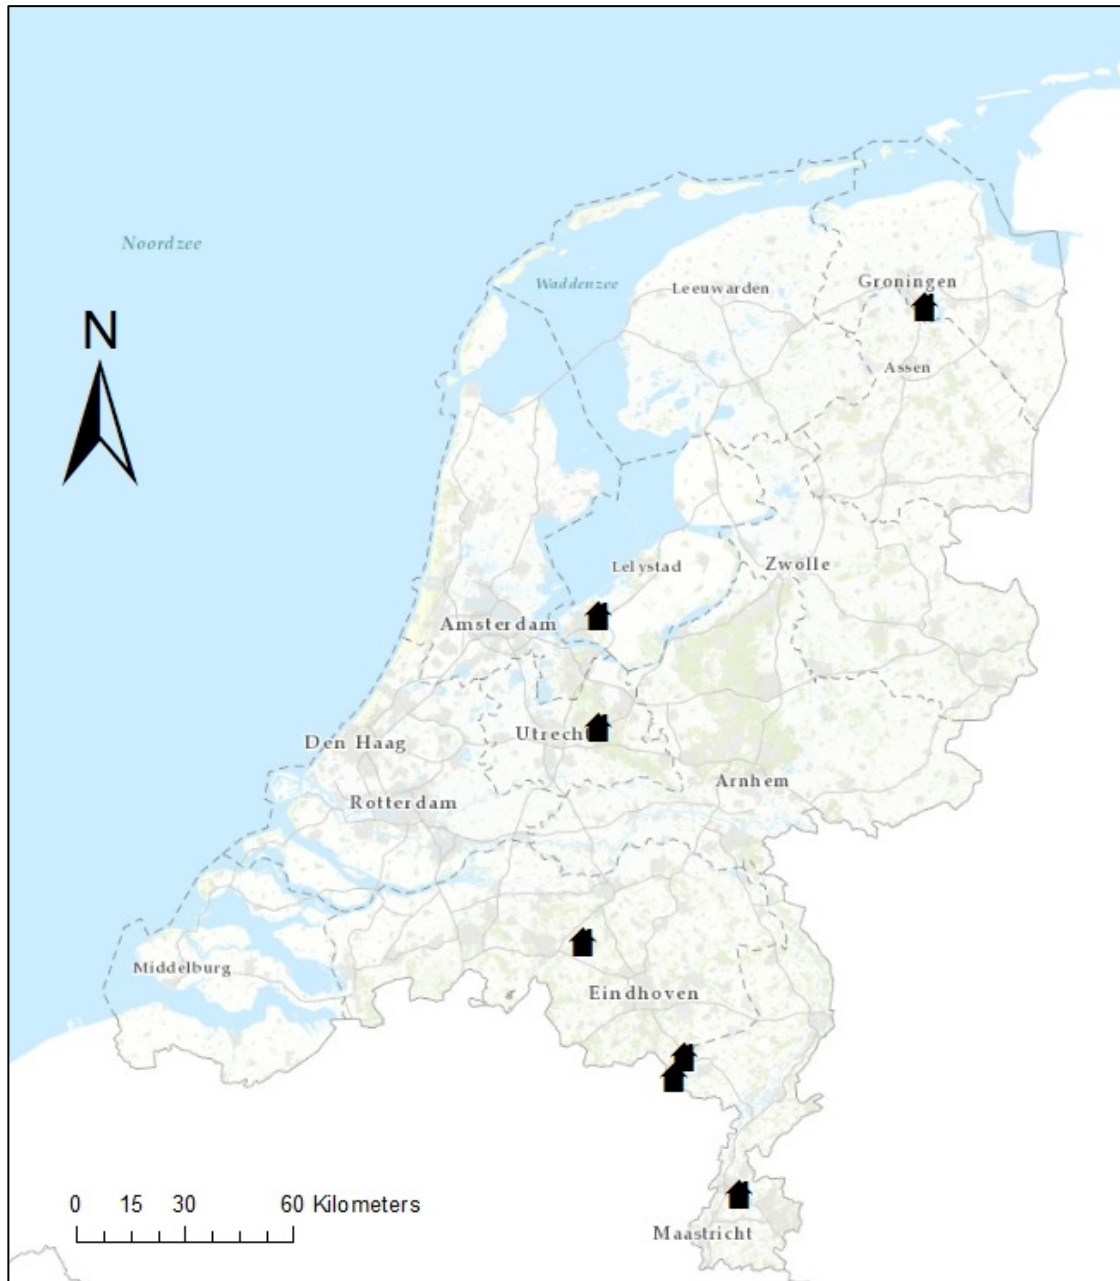 Noordzee
Waddenzee
Leeuwarden
Groningen
N
Assen
Lelystad
Zwolle
Amsterdam
Utrecht
Den Haag
Arnhem
Rotterdam
Middelburg
Eindhoven
0 15 30 60 Kilometers
Maastricht